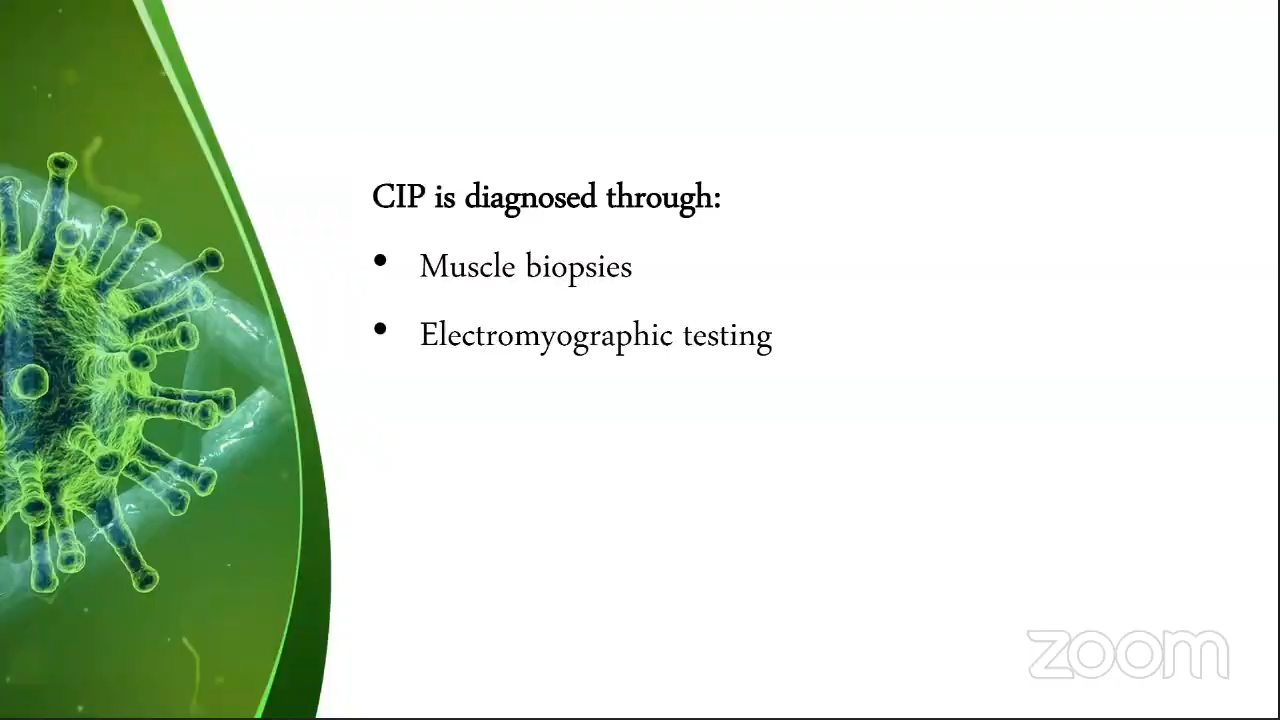 CIP is diagnosed through:
• Muscle biopsies
• Electromyographic testing
zoom